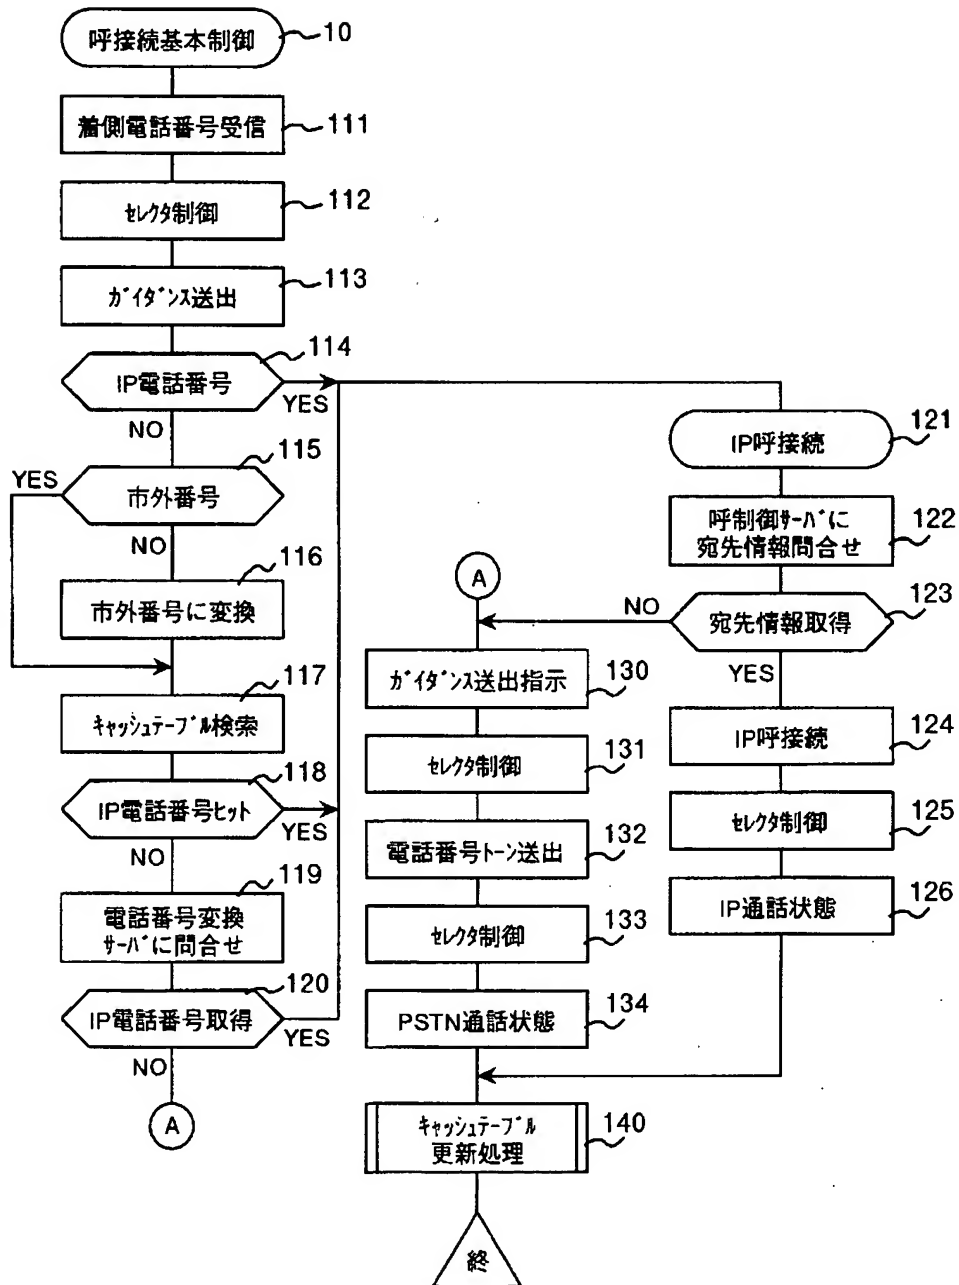 呼接続基本制御
10
着側電話番号受信
111
ｾﾚｸﾀ制御
112
ｶﾞｲﾀﾞﾝｽ送出
113
IP電話番号
114
YES
NO
市外番号
115
YES
NO
市外番号に変換
116
ｷｬｯｼｭﾃｰﾌﾞﾙ検索
117
IP電話番号ﾋｯﾄ
118
YES
NO
電話番号変換
ｻｰﾊﾞに問合せ
119
IP電話番号取得
120
YES
NO
A
IP呼接続
121
呼制御ｻｰﾊﾞに
宛先情報問合せ
122
宛先情報取得
123
NO
YES
IP呼接続
124
ｾﾚｸﾀ制御
125
IP通話状態
126
A
ｶﾞｲﾀﾞﾝｽ送出指示
130
ｾﾚｸﾀ制御
131
電話番号ﾄｰﾝ送出
132
ｾﾚｸﾀ制御
133
PSTN通話状態
134
ｷｬｯｼｭﾃｰﾌﾞﾙ
更新処理
140
終